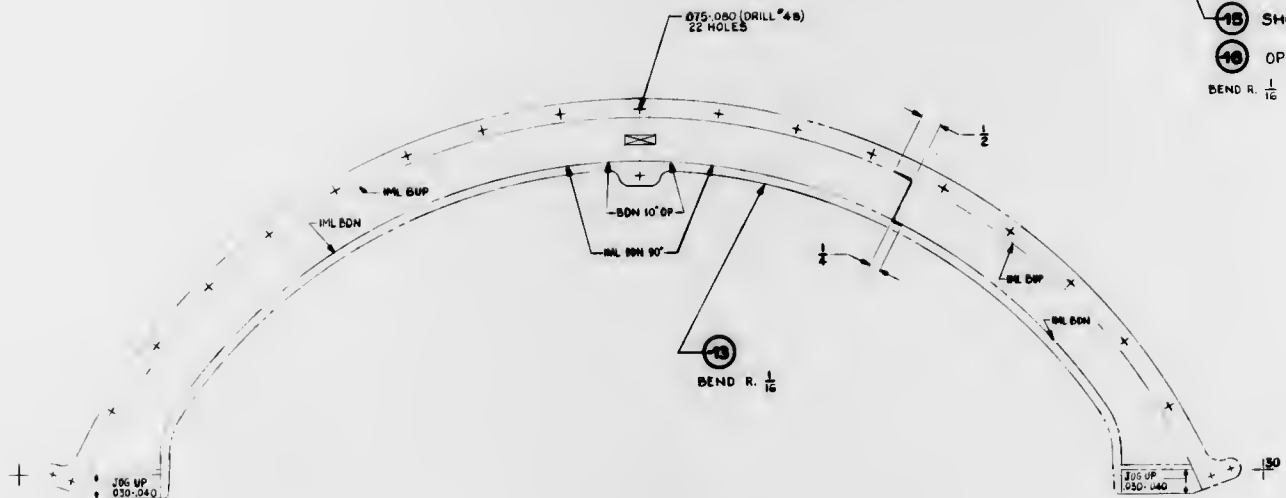 .075-.080 (DRILL #48)
22 HOLES
-15 SH
-16 OP
BEND R. 1/16
1/2
IML BUP
IML BDN
BDN 10° OP
IML BDN 90°
1/4
IML BUP
IML BDN
-13
BEND R. 1/16
JOG UP
.030-.040
JOG UP
.030-.040
30